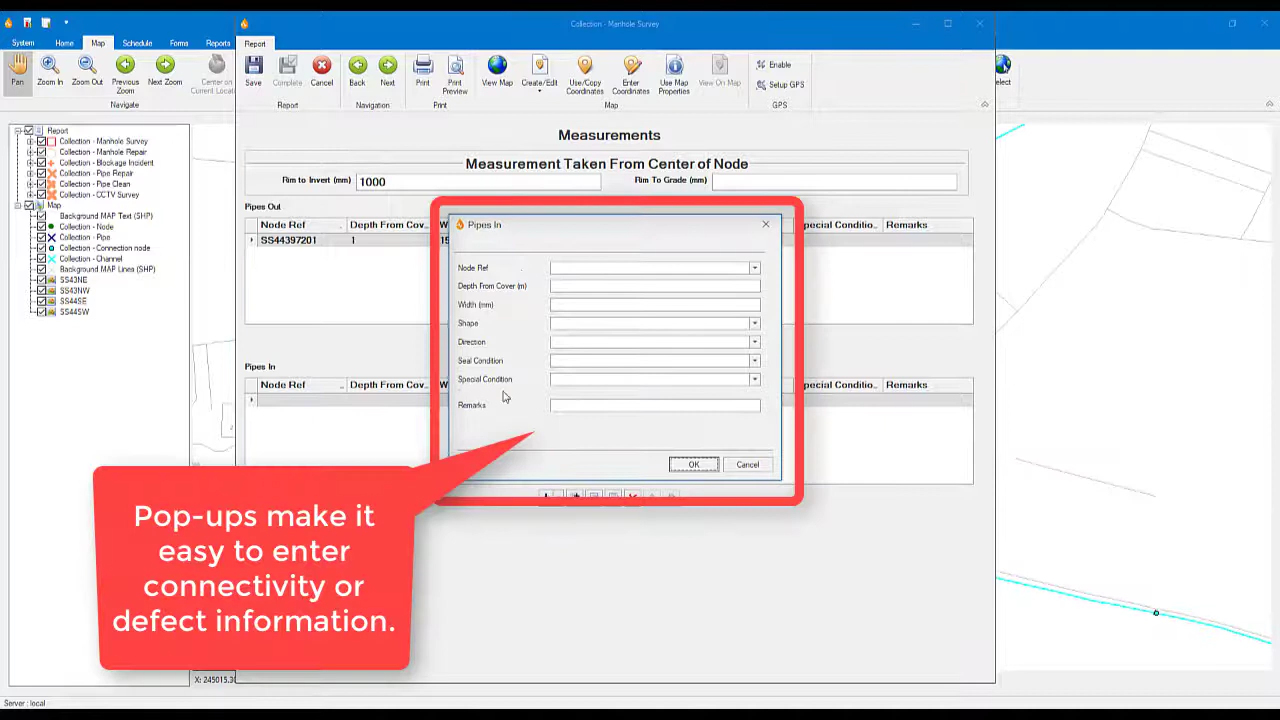 Collection - Manhole Survey
System Home Map Schedule Forms Reports
Report
Pan
Zoom In
Zoom Out
Previous Zoom
Next Zoom
Center on Current Locat
Navigate
Save
Complete
Cancel
Report
Back
Next
Navigation
Print
Print Preview
Print
View Map
Create/Edit
Use/Copy Coordinates
Enter Coordinates
Use Map Properties
View On Map
Map
Enable
Setup GPS
GPS
elect
Report
Collection - Manhole Survey
Collection - Manhole Repair
Collection - Blockage Incident
Collection - Pipe Repair
Collection - Pipe Clean
Collection - CCTV Survey
Map
Background MAP Text (SHP)
Collection - Node
Collection - Pipe
Collection - Connection node
Collection - Channel
Background MAP Lines (SHP)
SS43NE
SS43NW
SS44SE
SS44SW
Measurements
Measurement Taken From Center of Node
Rim to Invert (mm) 1000 Rim To Grade (mm)
Pipes Out
Node Ref Depth From Cov... W pecial Conditio... Remarks
SS44397201 1 15
Pipes In
Node Ref Depth From Cov... W pecial Conditio... Remarks
Pipes In
Node Ref
Depth From Cover (m)
Width (mm)
Shape
Direction
Seal Condition
Special Condition
Remarks
OK Cancel
Pop-ups make it
easy to enter
connectivity or
defect information.
X: 245015.3
Server : local